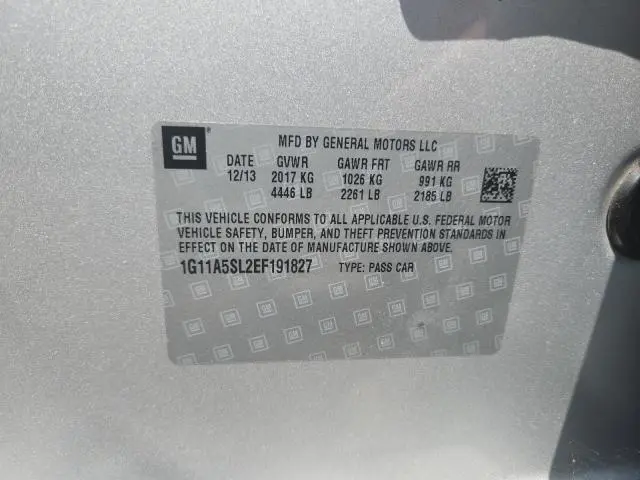 GM
MFD BY GENERAL MOTORS LLC
DATE GVWR GAWR FRT GAWR RR
12/13 2017 KG 1026 KG 991 KG
4446 LB 2261 LB 2185 LB
THIS VEHICLE CONFORMS TO ALL APPLICABLE U.S. FEDERAL MOTOR
VEHICLE SAFETY, BUMPER, AND THEFT PREVENTION STANDARDS IN
EFFECT ON THE DATE OF MANUFACTURE SHOWN ABOVE.
1G11A5SL2EF191827 TYPE: PASS CAR